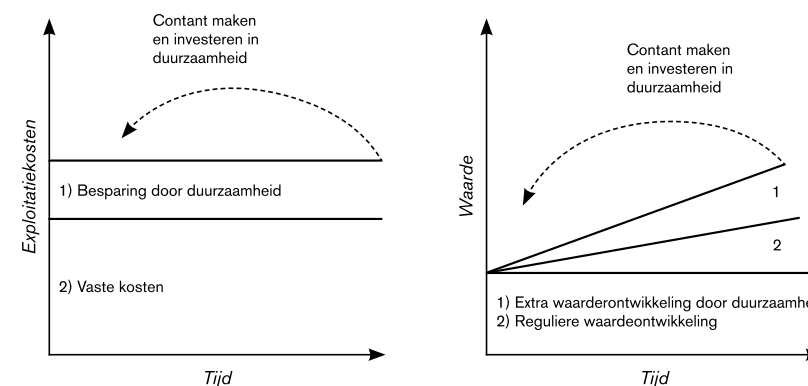 Contant maken
en investeren in
duurzaamheid
Exploitatiekosten
1) Besparing door duurzaamheid
2) Vaste kosten
Tijd
Contant maken
en investeren in
duurzaamheid
Waarde
1
2
1) Extra waarderontwikkeling door duurzaamhe
2) Reguliere waardeontwikkeling
Tijd